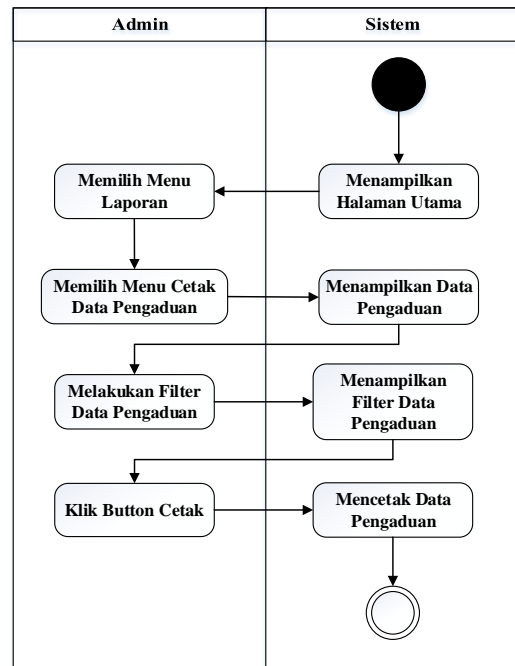 Admin
Sistem
Menampilkan
Halaman Utama
Memilih Menu
Laporan
Memilih Menu Cetak
Data Pengaduan
Menampilkan Data
Pengaduan
Melakukan Filter
Data Pengaduan
Menampilkan
Filter Data
Pengaduan
Klik Button Cetak
Mencetak Data
Pengaduan